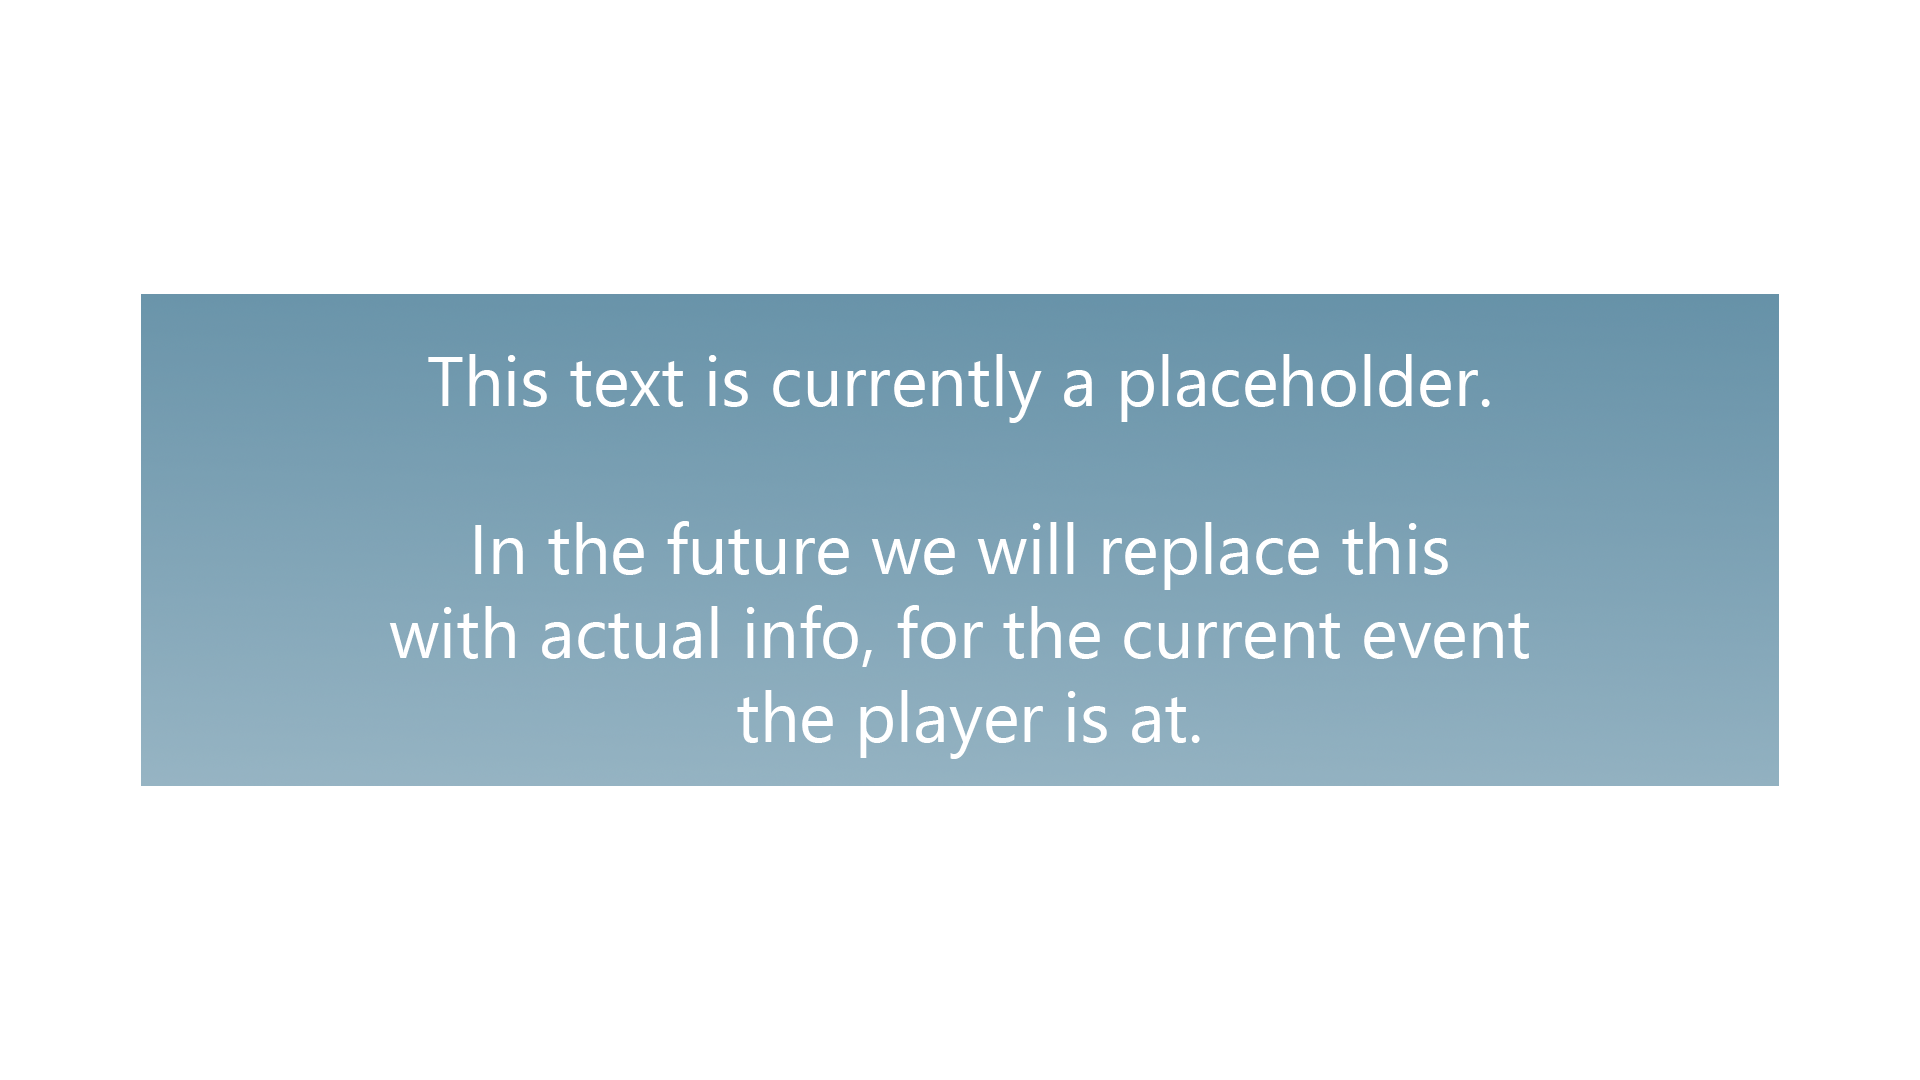 This text is currently a placeholder.
In the future we will replace this
with actual info, for the current event
the player is at.